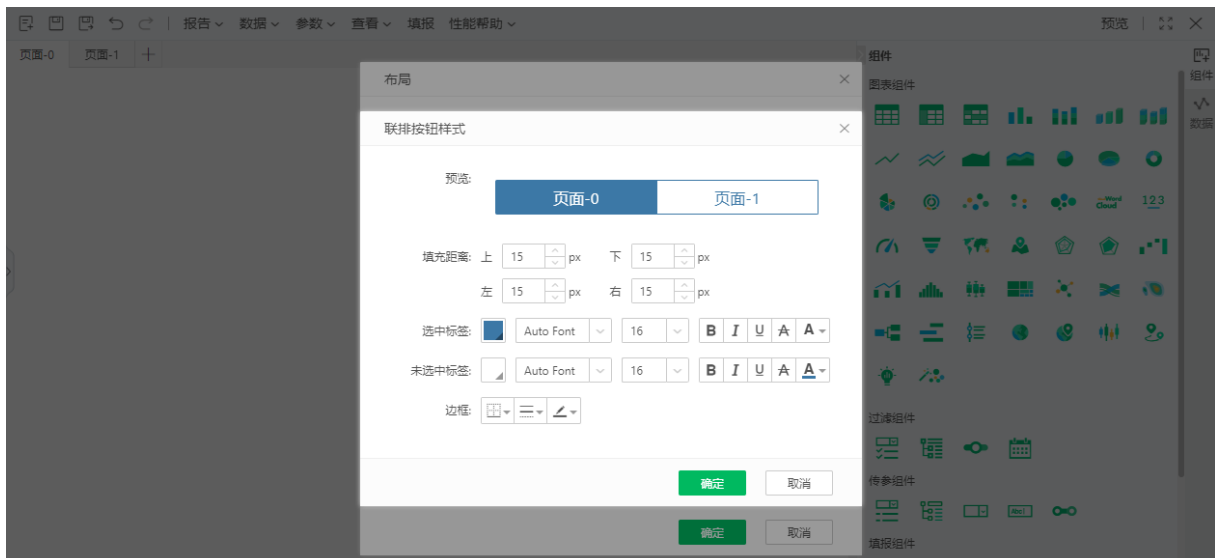 报告 数据 参数 查看 填报 性能帮助 预览
页面-0 页面-1
组件
组件
数据
图表组件
布局
联排按钮样式
预览:
页面-0 页面-1
填充距离: 上 15 px 下 15 px
左 15 px 右 15 px
选中标签: Auto Font 16 B I U A A
未选中标签: Auto Font 16 B I U A A
边框:
确定 取消
确定 取消
Word Cloud
123
过滤组件
传参组件
Abc
填报组件